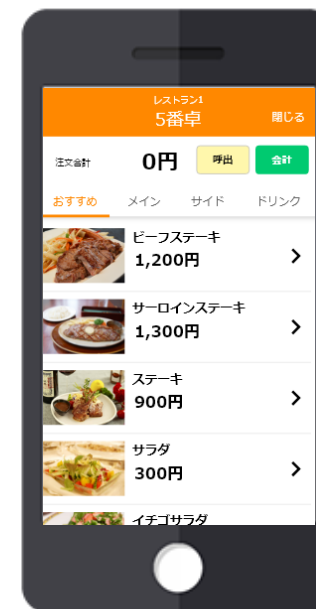 レストラン1
5番卓
閉じる
注文合計
0円
呼出
会計
おすすめ メイン サイド ドリンク
ビーフステーキ
1,200円
サーロインステーキ
1,300円
ステーキ
900円
サラダ
300円
イチゴサラダ